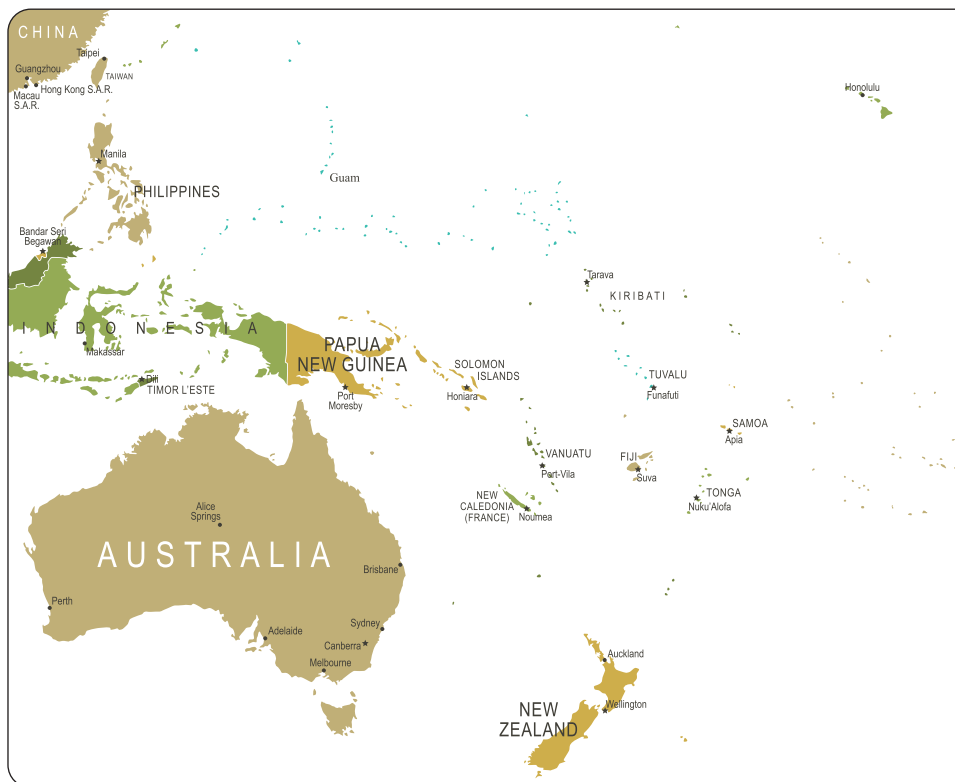 CHINA
Taipei
Guangzhou
TAIWAN
Hong Kong S.A.R.
Macau
S.A.R.
Honolulu
Manila
Guam
PHILIPPINES
Bandar Seri
Begawan
Tarava
KIRIBATI
INDONESIA
PAPUA
NEW GUINEA
Makassar
SOLOMON
ISLANDS
TUVALU
Dili
TIMOR L'ESTE
Port
Moresby
Honiara
Funafuti
SAMOA
Apia
VANUATU
FIJI
Port-Vila
Suva
NEW
CALEDONIA
(FRANCE)
TONGA
Noumea
Nuku'Alofa
Alice
Springs
AUSTRALIA
Brisbane
Perth
Sydney
Adelaide
Canberra
Melbourne
Auckland
Wellington
NEW
ZEALAND